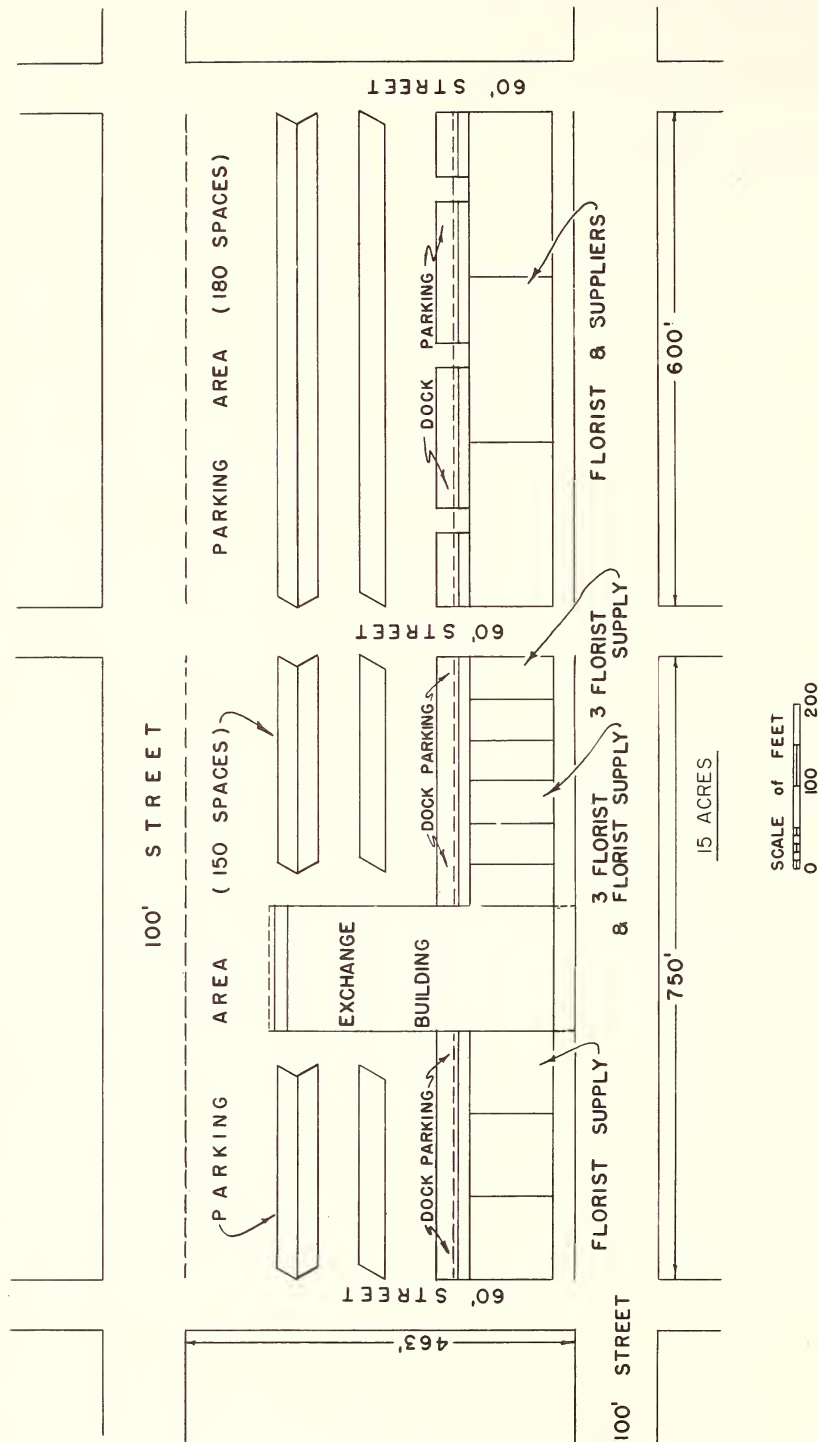 100' STREET
PARKING AREA (150 SPACES)
PARKING AREA (180 SPACES)
60' STREET
60' STREET
60' STREET
463'
EXCHANGE
BUILDING
DOCK PARKING
DOCK PARKING
DOCK PARKING
FLORIST SUPPLY
3 FLORIST
& FLORIST SUPPLY
3 FLORIST
SUPPLY
FLORIST & SUPPLIERS
100' STREET
750'
600'
15 ACRES
SCALE of FEET
0 100 200